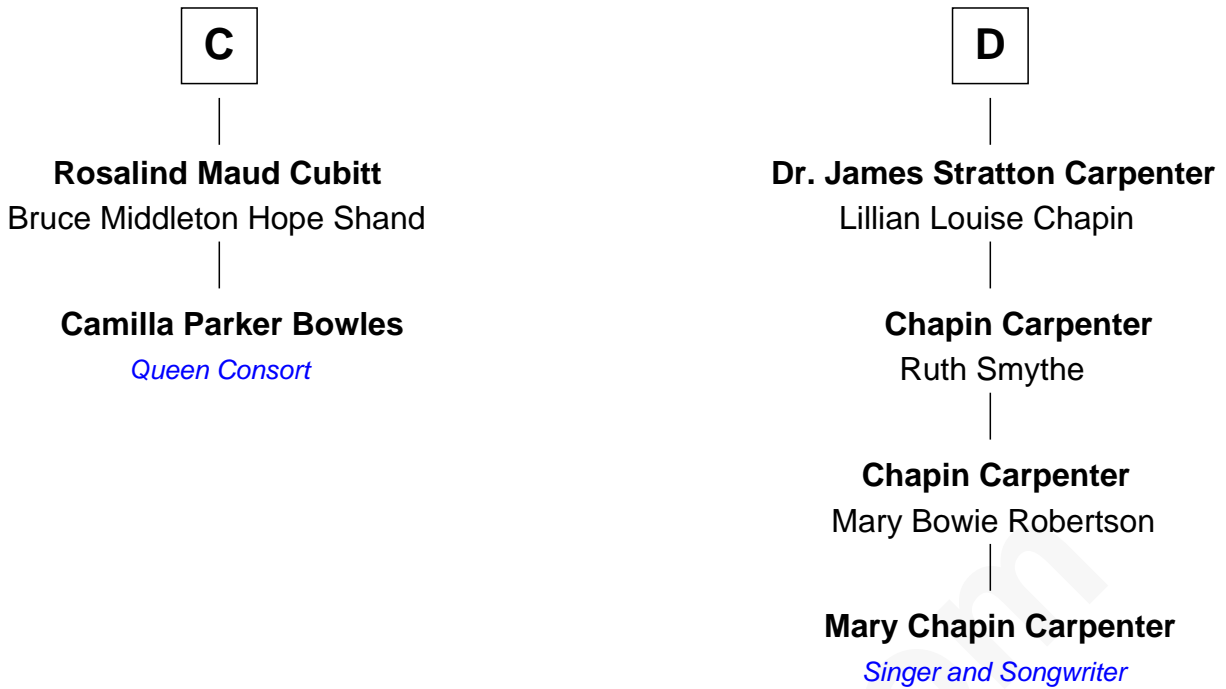 C
Rosalind Maud Cubitt
Bruce Middleton Hope Shand
Camilla Parker Bowles
Queen Consort
D
Dr. James Stratton Carpenter
Lillian Louise Chapin
Chapin Carpenter
Ruth Smythe
Chapin Carpenter
Mary Bowie Robertson
Mary Chapin Carpenter
Singer and Songwriter
om